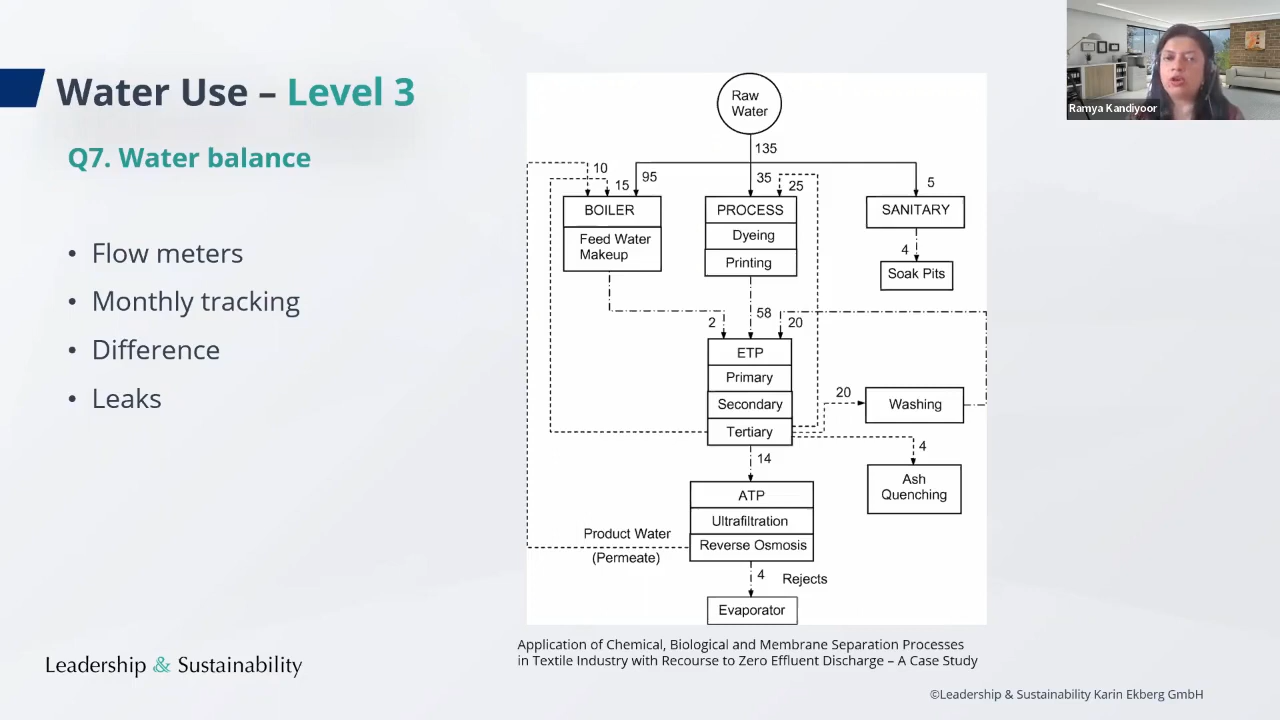 Water Use – Level 3
Q7. Water balance
• Flow meters
• Monthly tracking
• Difference
• Leaks
Raw
Water
135
10
15
95
35
25
5
BOILER
Feed Water
Makeup
PROCESS
Dyeing
Printing
SANITARY
4
Soak Pits
2
58
20
ETP
Primary
Secondary
Tertiary
20
Washing
4
Ash
Quenching
14
ATP
Ultrafiltration
Reverse Osmosis
Product Water
(Permeate)
4
Rejects
Evaporator
Application of Chemical, Biological and Membrane Separation Processes
in Textile Industry with Recourse to Zero Effluent Discharge – A Case Study
Leadership & Sustainability
©Leadership & Sustainability Karin Ekberg GmbH
Ramya Kandiyoor